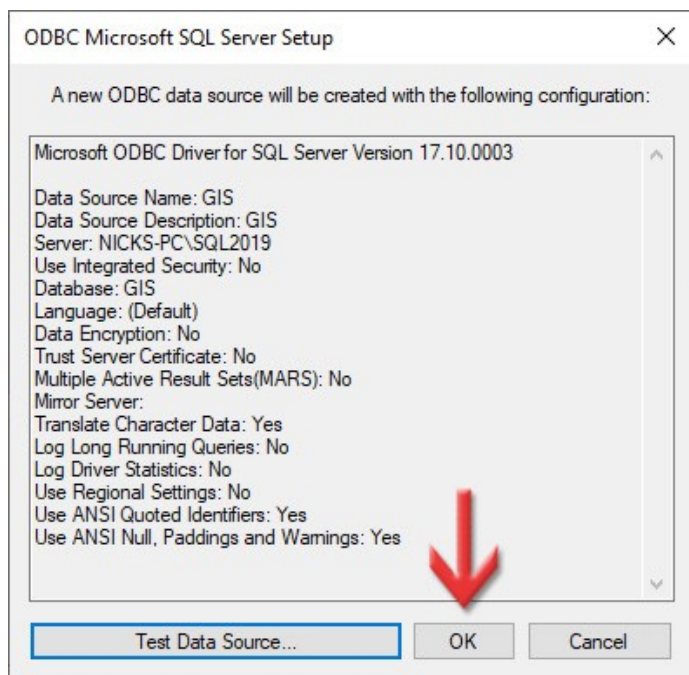 ODBC Microsoft SQL Server Setup
A new ODBC data source will be created with the following configuration:
Microsoft ODBC Driver for SQL Server Version 17.10.0003
Data Source Name: GIS
Data Source Description: GIS
Server: NICKS-PC\SQL2019
Use Integrated Security: No
Database: GIS
Language: (Default)
Data Encryption: No
Trust Server Certificate: No
Multiple Active Result Sets(MARS): No
Mirror Server:
Translate Character Data: Yes
Log Long Running Queries: No
Log Driver Statistics: No
Use Regional Settings: No
Use ANSI Quoted Identifiers: Yes
Use ANSI Null, Paddings and Warnings: Yes
Test Data Source... OK Cancel